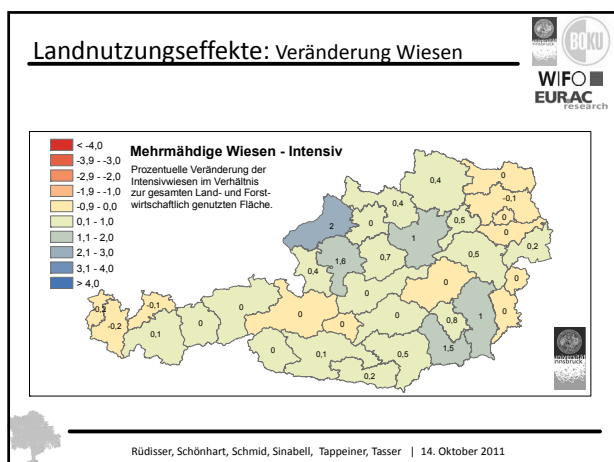 Landnutzungseffekte: Veränderung Wiesen
BOKU
WIFO
EURAC
research
Mehrmähdige Wiesen - Intensiv
Prozentuelle Veränderung der
Intensivwiesen im Verhältnis
zur gesamten Land- und Forst-
wirtschaftlich genutzten Fläche.
< -4,0
-3,9 - -3,0
-2,9 - -2,0
-1,9 - -1,0
-0,9 - 0,0
0,1 - 1,0
1,1 - 2,0
2,1 - 3,0
3,1 - 4,0
> 4,0
0,4
0
-0,1
0,4
0
0
0,5
2
0
1
0
0,2
1,6
0,7
0,5
0,4
0
0
0
-0,2
-0,1
0
0
0
0
0
0,8
1
0
-0,2
0,1
0
0
0,1
0,5
1,5
0,2
Rüdisser, Schönhart, Schmid, Sinabell, Tappeiner, Tasser | 14. Oktober 2011